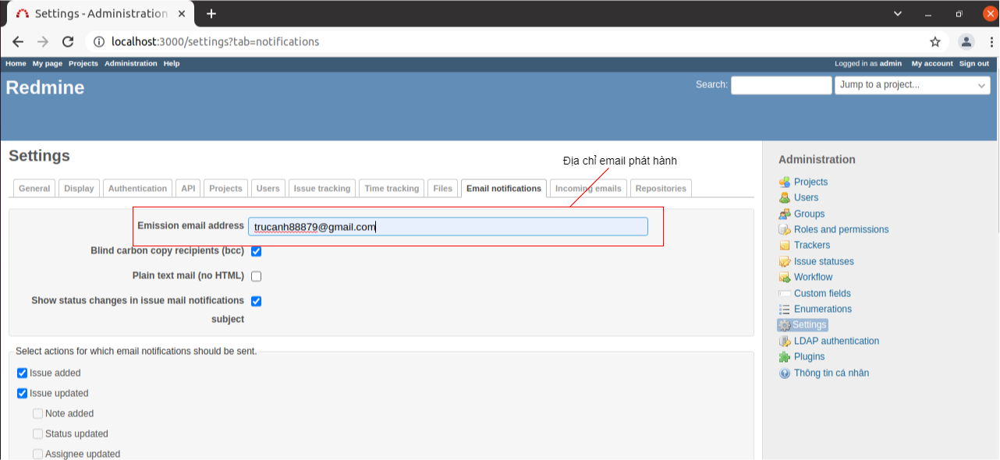 Settings - Administration
localhost:3000/settings?tab=notifications
Home My page Projects Administration Help Logged in as admin My account Sign out
Redmine Search: Jump to a project...
Settings
Địa chỉ email phát hành
General Display Authentication API Projects Users Issue tracking Time tracking Files Email notifications Incoming emails Repositories
Emission email address trucanh88879@gmail.com
Blind carbon copy recipients (bcc)
Plain text mail (no HTML)
Show status changes in issue mail notifications
subject
Select actions for which email notifications should be sent.
Issue added
Issue updated
Note added
Status updated
Assignee updated
Administration
Projects
Users
Groups
Roles and permissions
Trackers
Issue statuses
Workflow
Custom fields
Enumerations
Settings
LDAP authentication
Plugins
Thông tin cá nhân